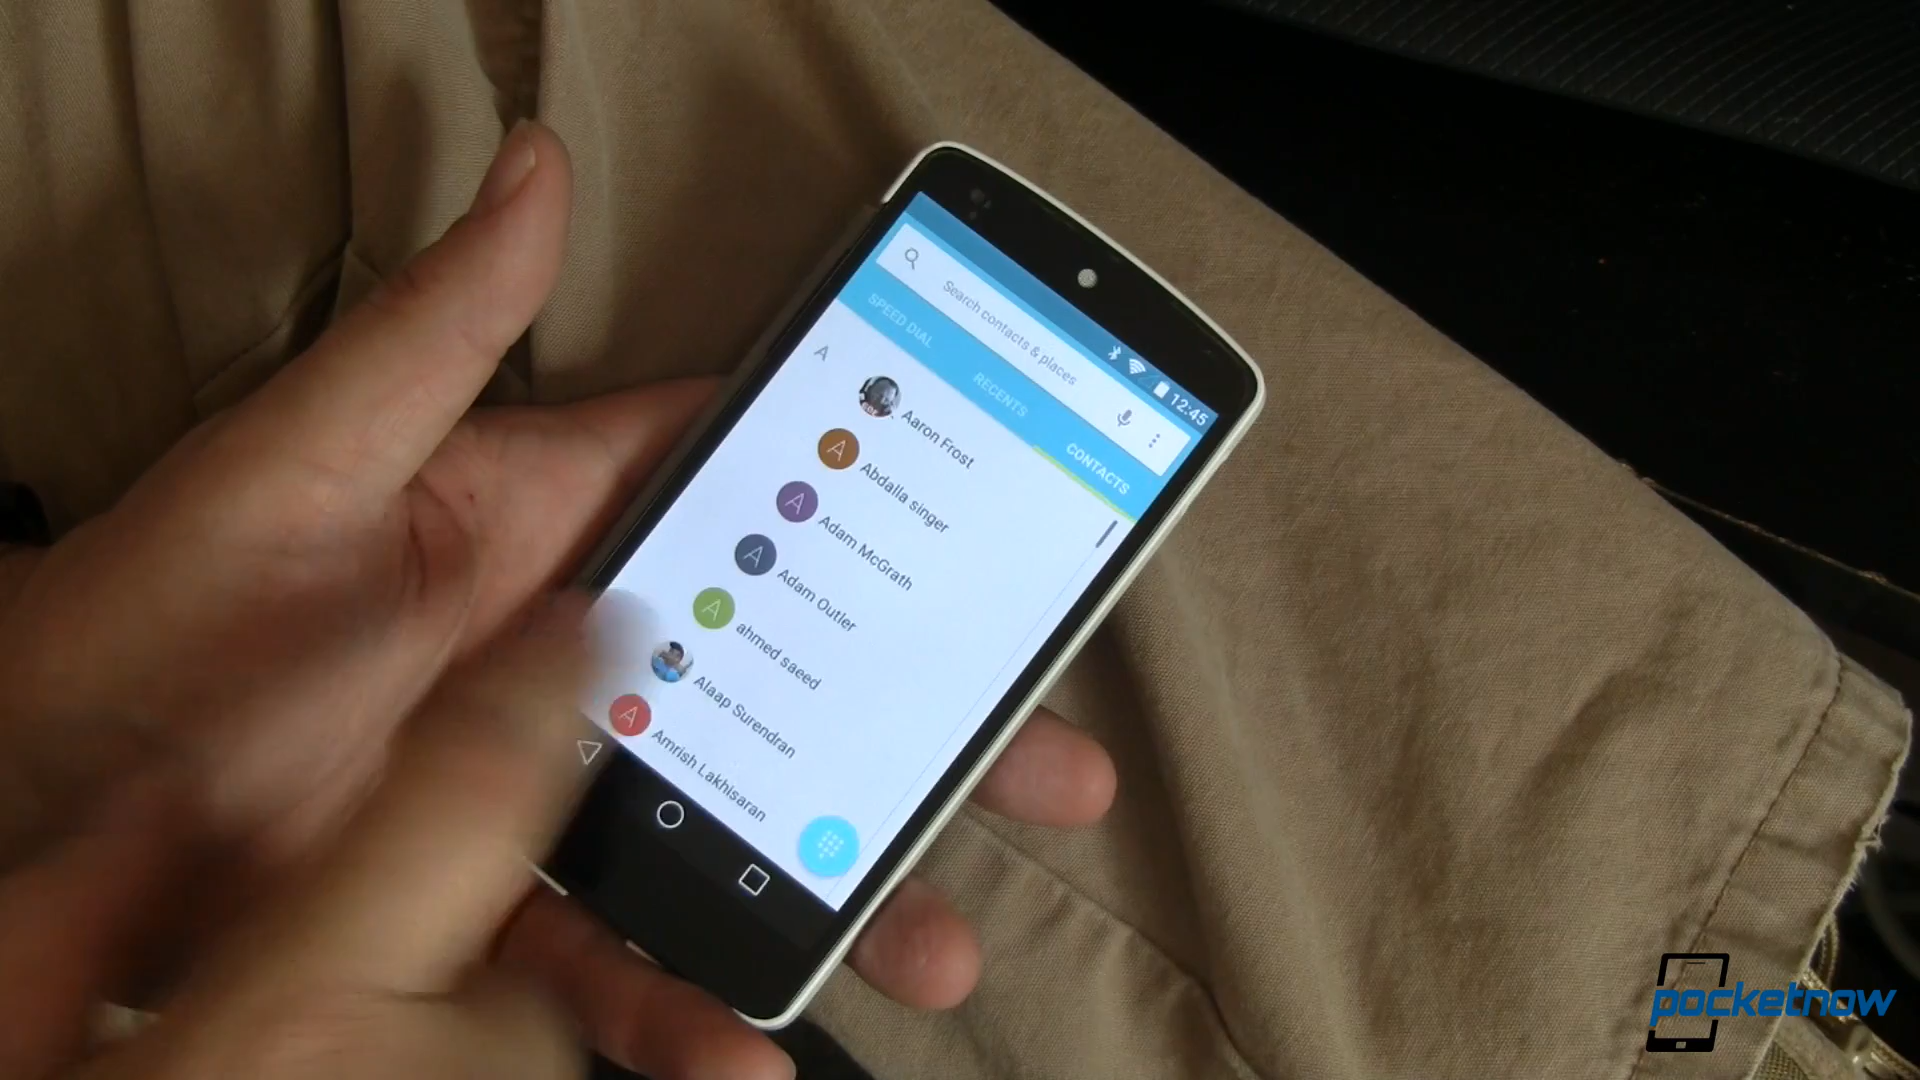 12:45
Search contacts & places
SPEED DIAL
RECENTS
CONTACTS
A
Aaron Frost
A
Abdalla singer
A
Adam McGrath
A
Adam Outler
A
ahmed saeed
Alaap Surendran
A
Amrish Lakhisaran
pocketnow